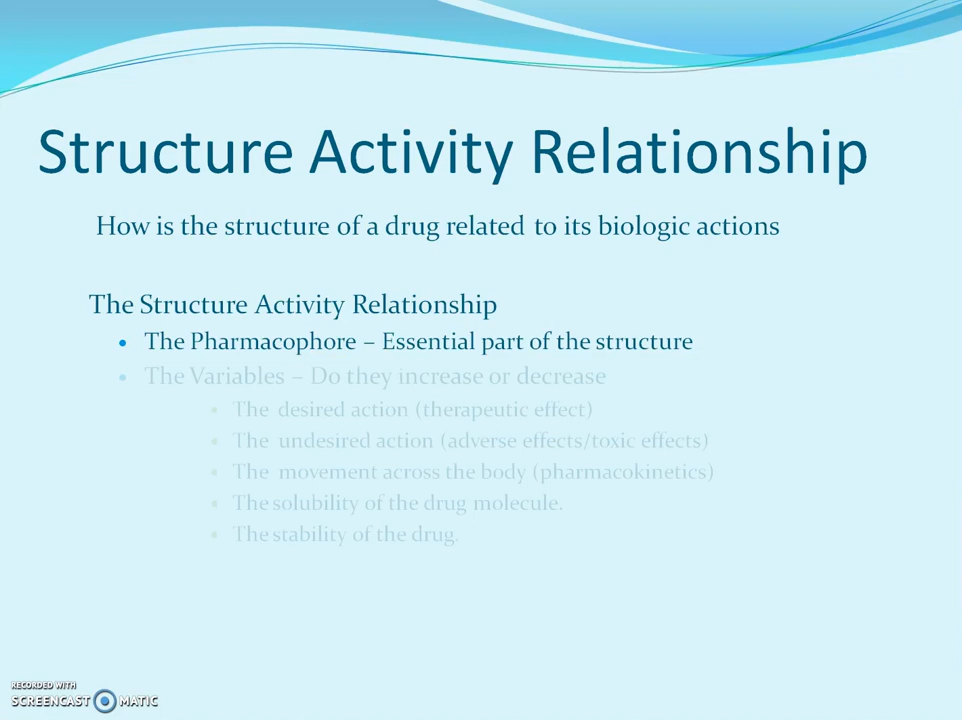 Structure Activity Relationship
How is the structure of a drug related to its biologic actions
The Structure Activity Relationship
• The Pharmacophore – Essential part of the structure
• The Variables – Do they increase or decrease
• The desired action (therapeutic effect)
• The undesired action (adverse effects/toxic effects)
• The movement across the body (pharmacokinetics)
• The solubility of the drug molecule.
• The stability of the drug.
RECORDED WITH
SCREENCAST MATIC